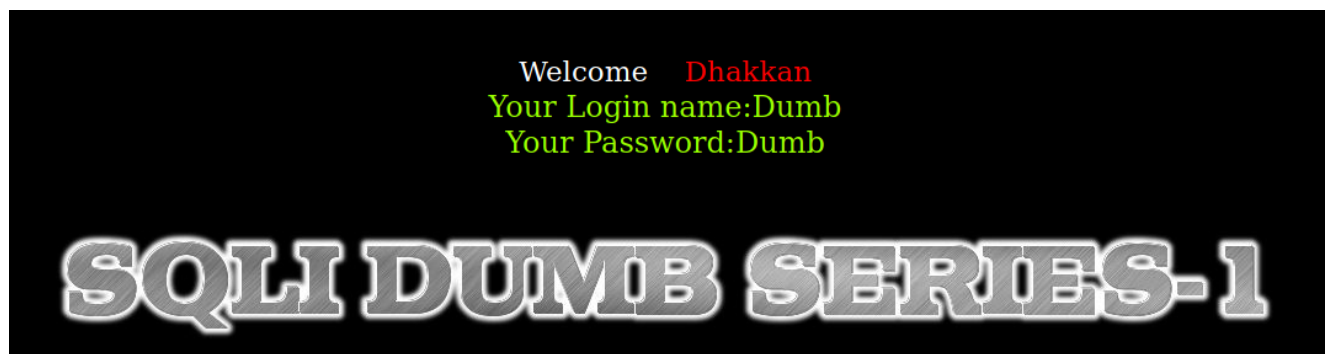 Welcome Dhakkan
Your Login name:Dumb
Your Password:Dumb
SQLI DUMB SERIES-1